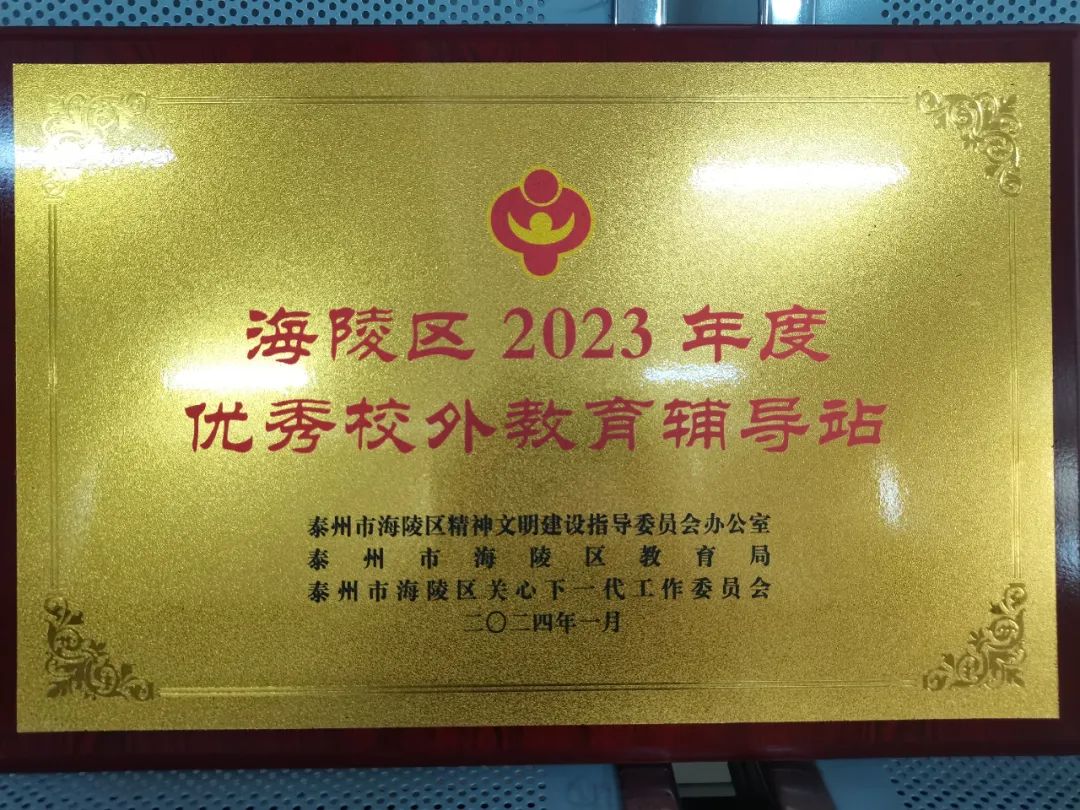 海陵区 2023 年度
优秀校外教育辅导站
泰州市海陵区精神文明建设指导委员会办公室
泰州市海陵区教育局
泰州市海陵区关心下一代工作委员会
二〇二四年一月